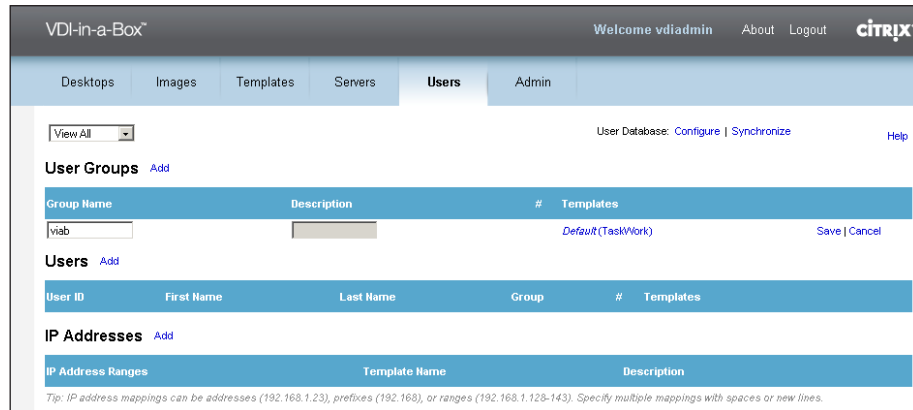 VDI-in-a-Box™ Welcome vdiadmin About Logout CITRIX
Desktops Images Templates Servers Users Admin
View All User Database: Configure | Synchronize Help
User Groups Add
Group Name Description # Templates
viab Default(TaskWork) Save | Cancel
Users Add
User ID First Name Last Name Group # Templates
IP Addresses Add
IP Address Ranges Template Name Description
Tip: IP address mappings can be addresses (192.168.1.23), prefixes (192.168), or ranges (192.168.1.128-143). Specify multiple mappings with spaces or new lines.